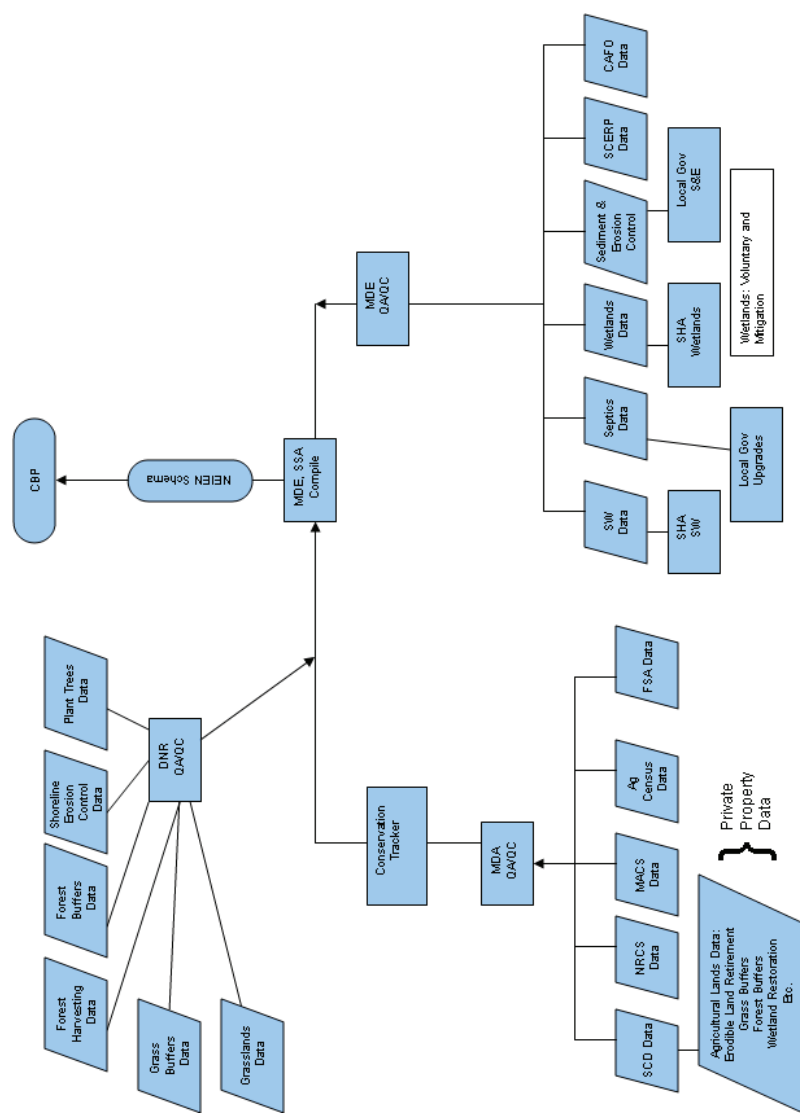 Forest
Harvesting
Data
Forest
Buffers
Data
Shoreline
Erosion Control
Data
Plant Trees
Data
CBP
Grass
Buffers
Data
Grasslands
Data
DNR
QA/QC
NEIEN Schema
MDE, SSA
Compile
Conservation
Tracker
MDE
QA/QC
MDA
QA/QC
SCD Data
NRCS
Data
MACS
Data
Ag
Census
Data
FSA Data
SW
Data
Septics
Data
Wetlands
Data
Sediment &
Erosion
Control
SCERP
Data
CAFO
Data
SHA
SW
SHA
Wetlands
Local Gov
S&E
Agricultural Lands Data:
Erodible Land Retirement
Grass Buffers
Forest Buffers
Wetland Restoration
Etc.
Private
Property
Data
Local Gov
Upgrades
Wetlands: Voluntary and
Mitigation